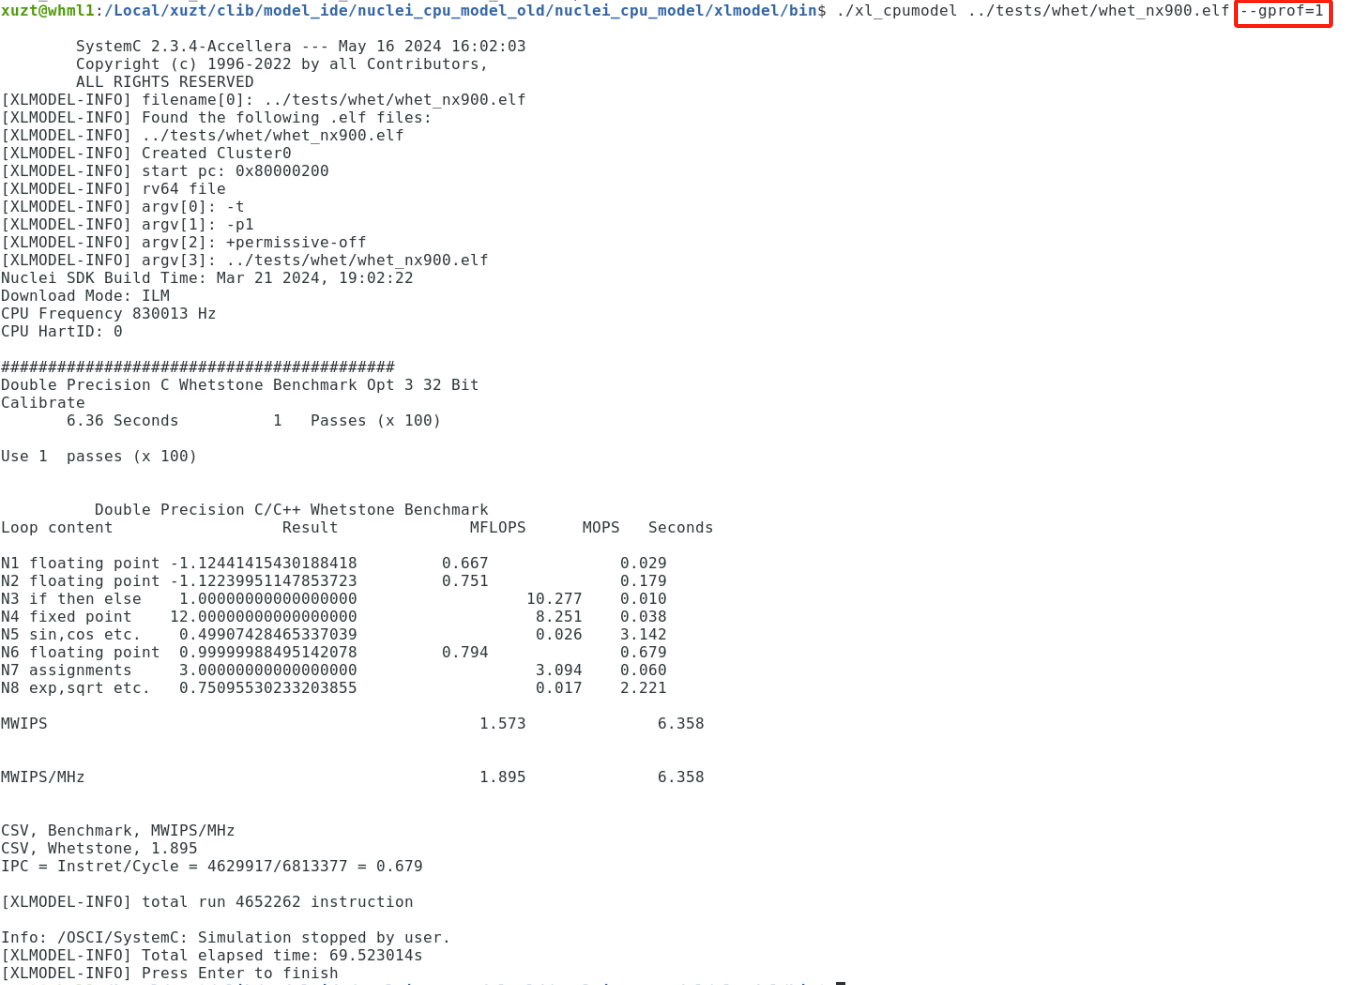 xuzt@whml1:/Local/xuzt/clib/model_ide/nuclei_cpu_model_old/nuclei_cpu_model/xlmodel/bin$ ./xl_cpumodel ../tests/whet/whet_nx900.elf --gprof=1
SystemC 2.3.4-Accellera --- May 16 2024 16:02:03
Copyright (c) 1996-2022 by all Contributors,
ALL RIGHTS RESERVED
[XLMODEL-INFO] filename[0]: ../tests/whet/whet_nx900.elf
[XLMODEL-INFO] Found the following .elf files:
[XLMODEL-INFO] ../tests/whet/whet_nx900.elf
[XLMODEL-INFO] Created Cluster0
[XLMODEL-INFO] start pc: 0x80000200
[XLMODEL-INFO] rv64 file
[XLMODEL-INFO] argv[0]: -t
[XLMODEL-INFO] argv[1]: -p1
[XLMODEL-INFO] argv[2]: +permissive-off
[XLMODEL-INFO] argv[3]: ../tests/whet/whet_nx900.elf
Nuclei SDK Build Time: Mar 21 2024, 19:02:22
Download Mode: ILM
CPU Frequency 830013 Hz
CPU HartID: 0
##########################################
Double Precision C Whetstone Benchmark Opt 3 32 Bit
Calibrate
6.36 Seconds 1 Passes (x 100)
Use 1 passes (x 100)
Double Precision C/C++ Whetstone Benchmark
Loop content Result MFLOPS MOPS Seconds
N1 floating point -1.12441415430188418 0.667 0.029
N2 floating point -1.12239951147853723 0.751 0.179
N3 if then else 1.00000000000000000 10.277 0.010
N4 fixed point 12.00000000000000000 8.251 0.038
N5 sin,cos etc. 0.49907428465337039 0.026 3.142
N6 floating point 0.99999988495142078 0.794 0.679
N7 assignments 3.00000000000000000 3.094 0.060
N8 exp,sqrt etc. 0.75095530233203855 0.017 2.221
MWIPS 1.573 6.358
MWIPS/MHz 1.895 6.358
CSV, Benchmark, MWIPS/MHz
CSV, Whetstone, 1.895
IPC = Instret/Cycle = 4629917/6813377 = 0.679
[XLMODEL-INFO] total run 4652262 instruction
Info: /OSCI/SystemC: Simulation stopped by user.
[XLMODEL-INFO] Total elapsed time: 69.523014s
[XLMODEL-INFO] Press Enter to finish